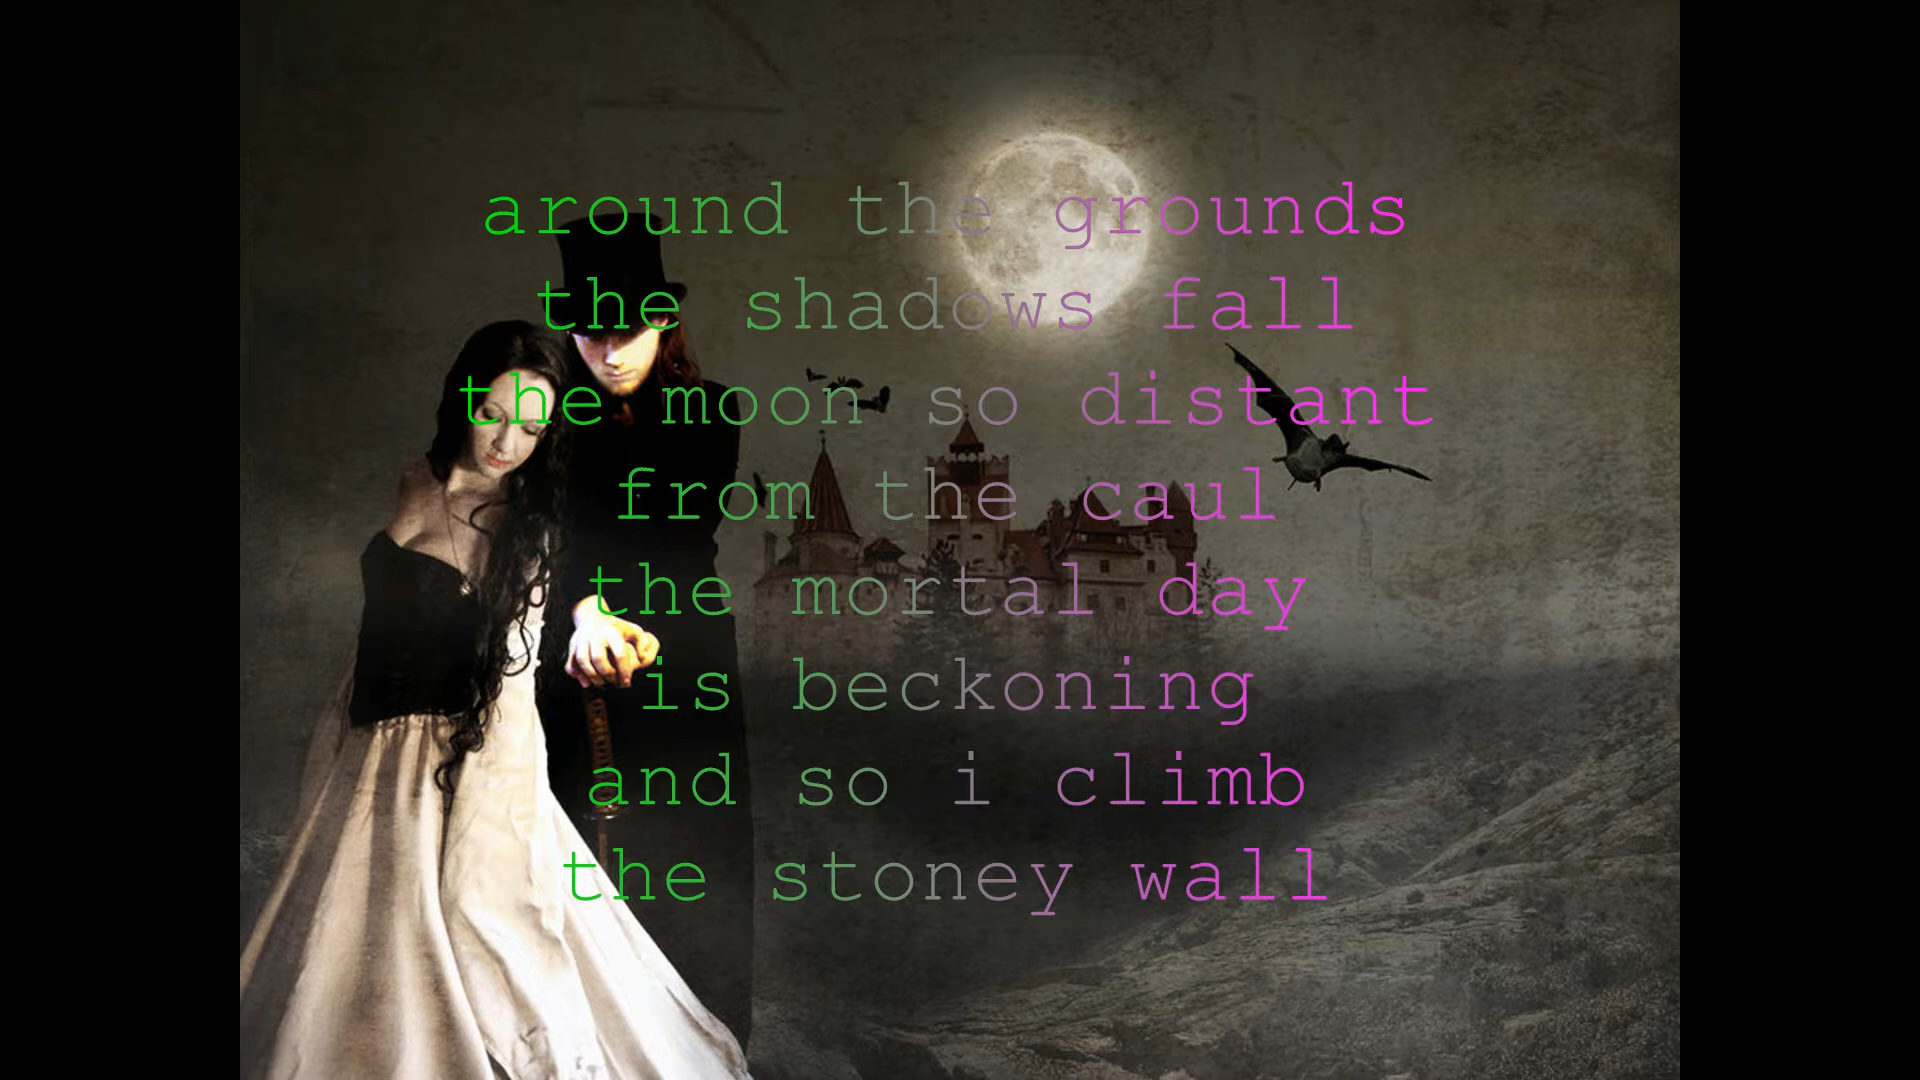 around the grounds
the shadows fall
the moon so distant
from the caul
the mortal day
is beckoning
and so i climb
the stoney wall